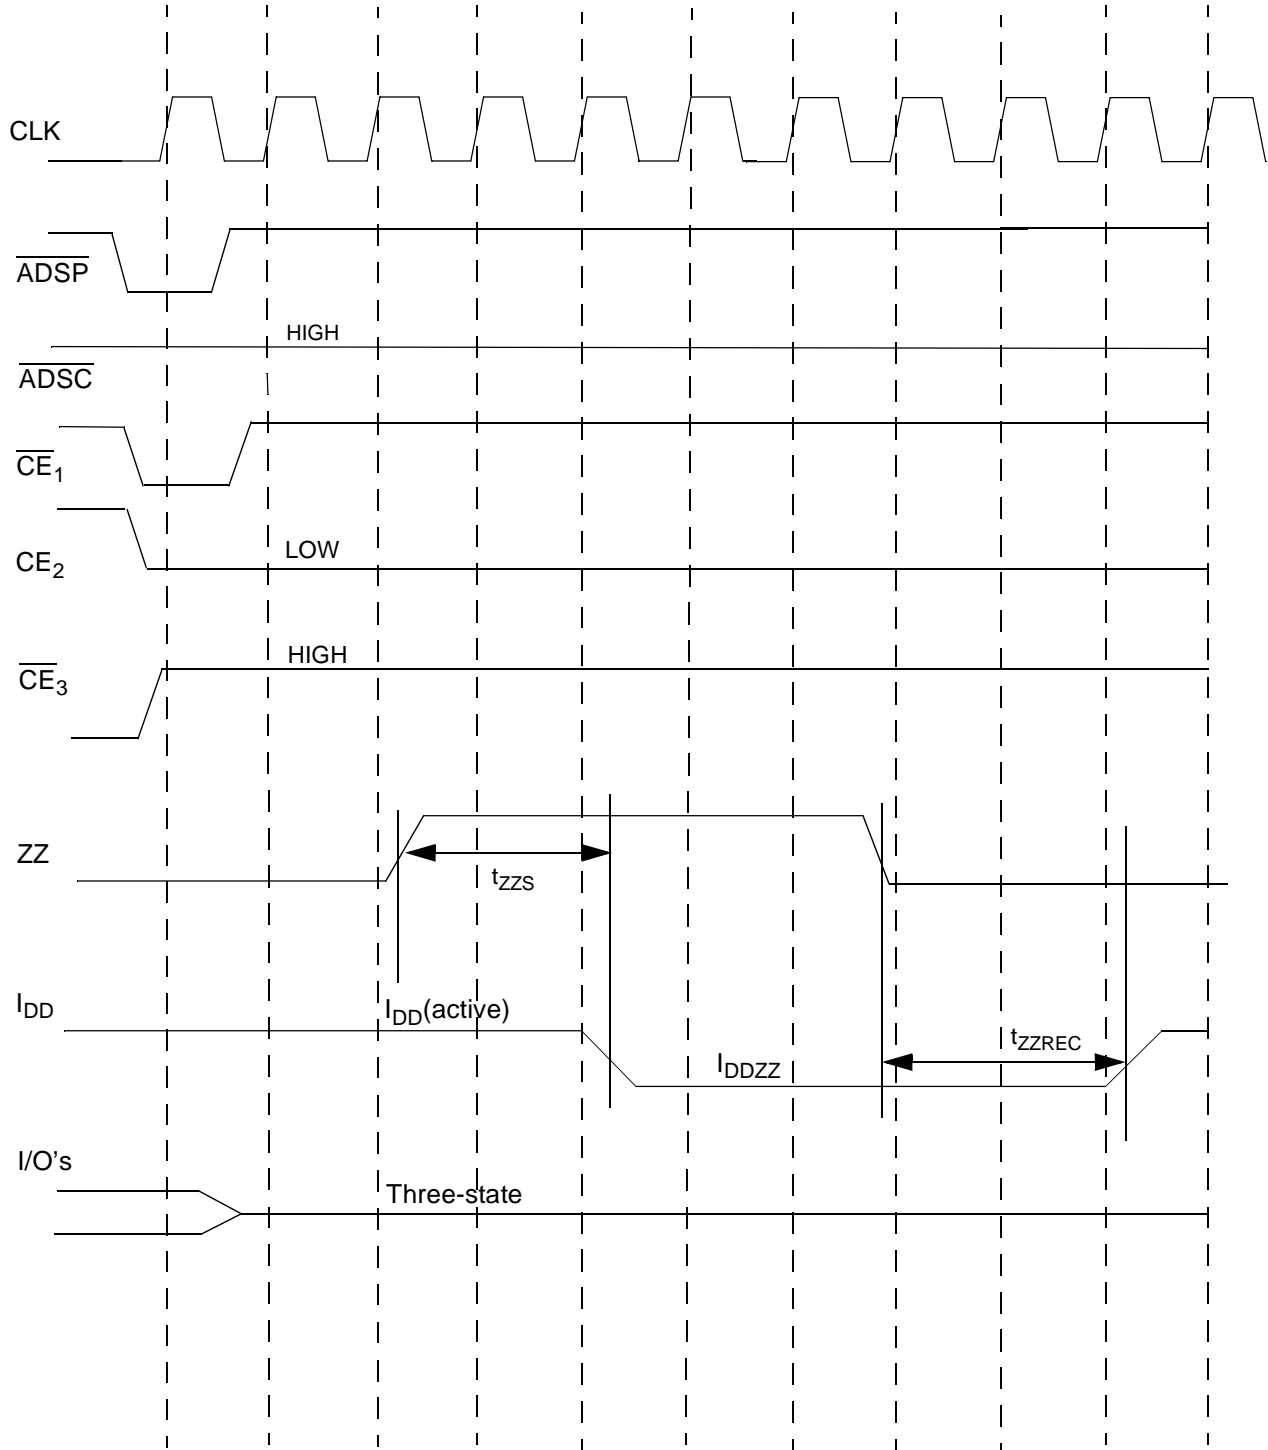 CLK
ADSP
HIGH
ADSC
CE1
LOW
CE2
HIGH
CE3
ZZ
tZZS
IDD
IDD(active)
tZZREC
IDDZZ
I/O's
Three-state